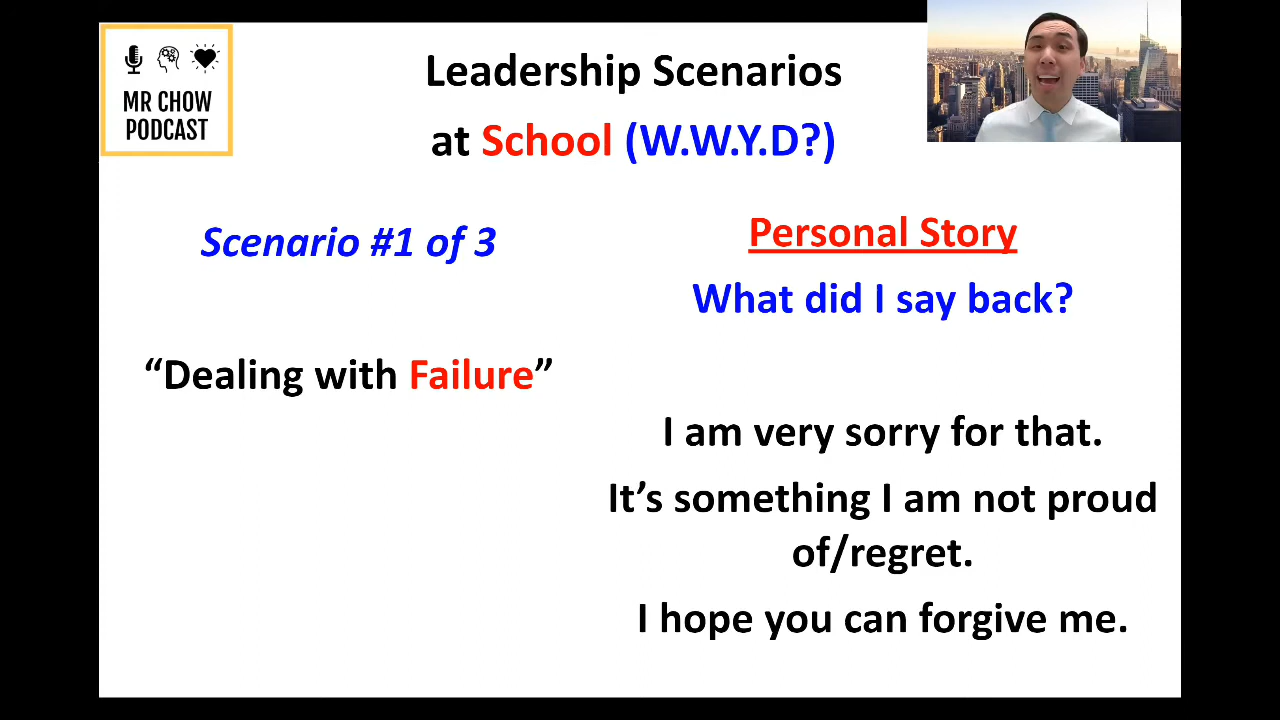 MR CHOW
PODCAST
Leadership Scenarios
at School (W.W.Y.D?)
Scenario #1 of 3
“Dealing with Failure”
Personal Story
What did I say back?
I am very sorry for that.
It’s something I am not proud
of/regret.
I hope you can forgive me.